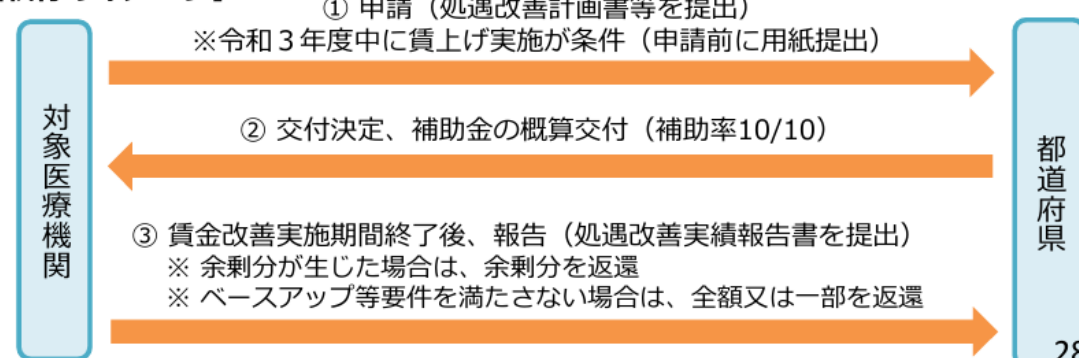 ① 申請（処遇改善計画書等を提出）
※令和３年度中に賃上げ実施が条件（申請前に用紙提出）
対象医療機関
② 交付決定、補助金の概算交付（補助率10/10）
都道府県
③ 賃金改善実施期間終了後、報告（処遇改善実績報告書を提出）
※ 余剰分が生じた場合は、余剰分を返還
※ ベースアップ等要件を満たさない場合は、全額又は一部を返還
28